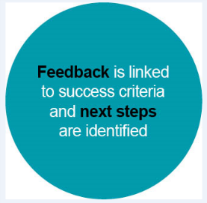 Feedback is linked
to success criteria
and next steps
are identified